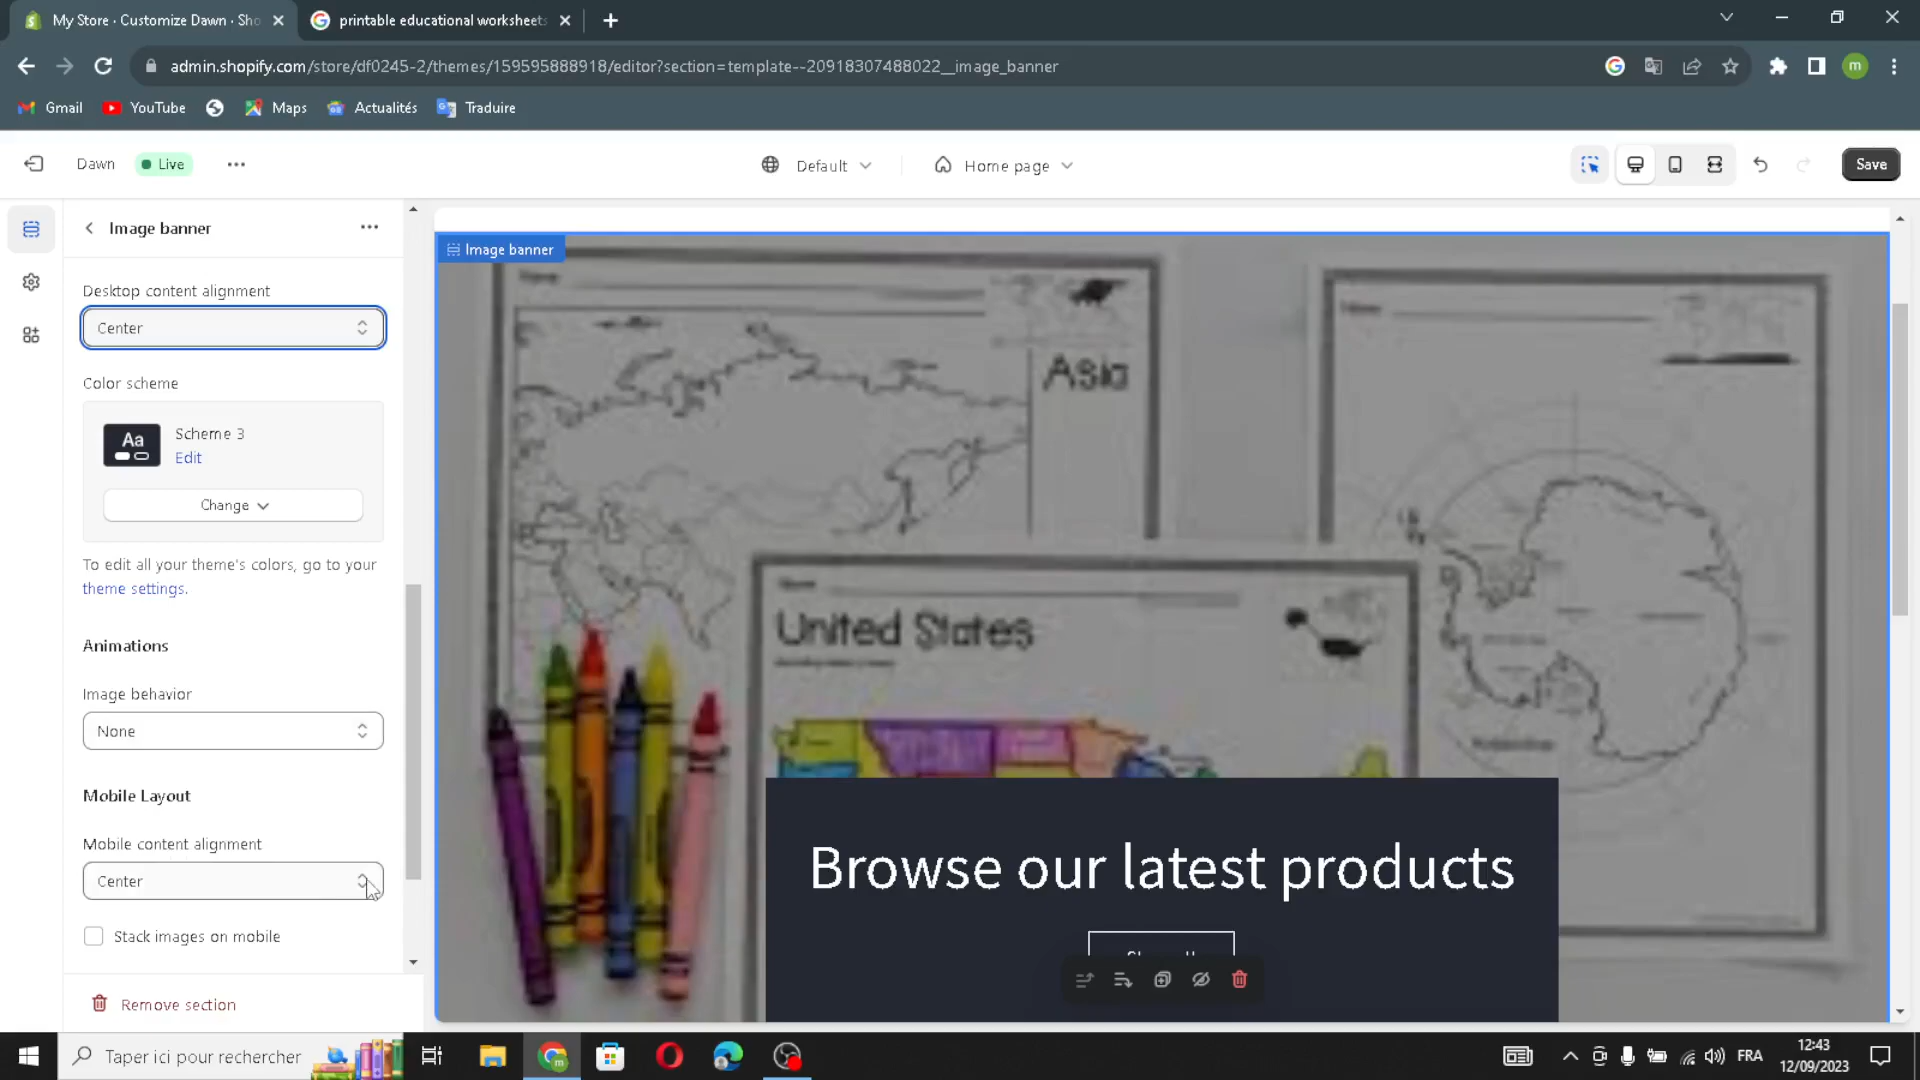 My Store · Customize Dawn · Sho
printable educational worksheets
admin.shopify.com/store/df0245-2/themes/159595888918/editor?section=template--20918307488022__image_banner
m
Gmail
YouTube
Maps
Actualités
Traduire
Dawn
Live
Default
Home page
Save
Image banner
Desktop content alignment
Center
Color scheme
Aa
Scheme 3
Edit
Change
To edit all your theme's colors, go to your
theme settings.
Animations
Image behavior
None
Mobile Layout
Mobile content alignment
Center
Stack images on mobile
Remove section
Image banner
Asia
United States
Browse our latest products
Taper ici pour rechercher
FRA
12:43
12/09/2023